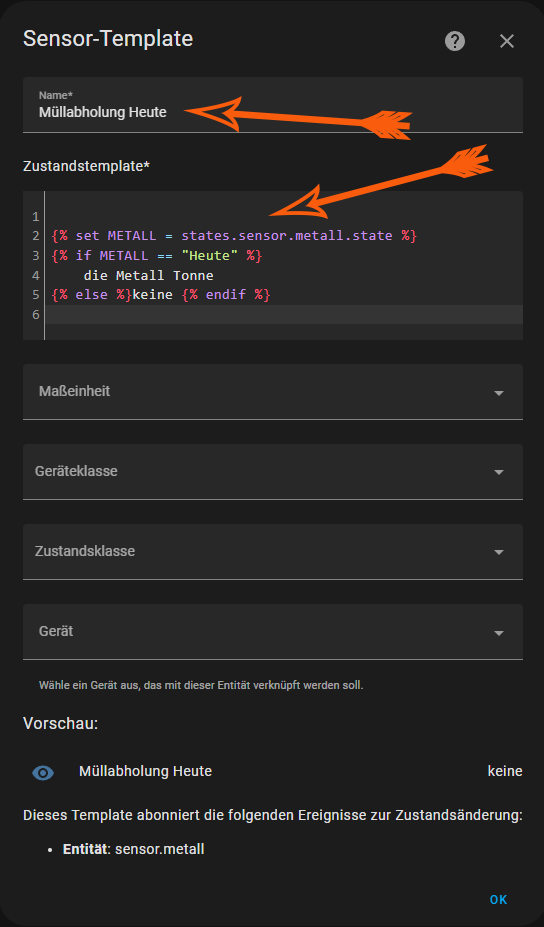 Sensor-Template
Name*
Müllabholung Heute
Zustandstemplate*
1
2 {% set METALL = states.sensor.metall.state %}
3 {% if METALL == "Heute" %}
4     die Metall Tonne
5 {% else %}keine {% endif %}
6
Maßeinheit
Geräteklasse
Zustandsklasse
Gerät
Wähle ein Gerät aus, das mit dieser Entität verknüpft werden soll.
Vorschau:
Müllabholung Heute keine
Dieses Template abonniert die folgenden Ereignisse zur Zustandsänderung:
• Entität: sensor.metall
OK